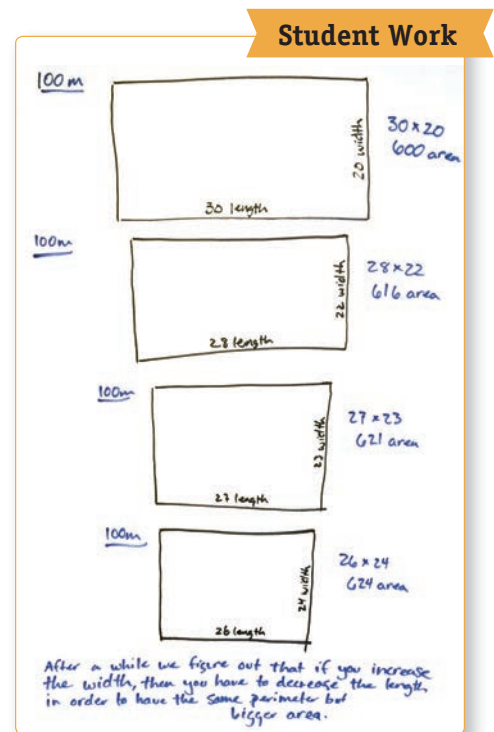 Student Work
100 m
30 × 20
600 area
20 width
30 length
100m
28 × 22
616 area
22 width
28 length
100m
27 × 23
621 area
23 width
27 length
100m
26 × 24
624 area
24 width
26 length
After a while we figure out that if you increase
the width, then you have to decrease the length
in order to have the same perimeter but
bigger area.